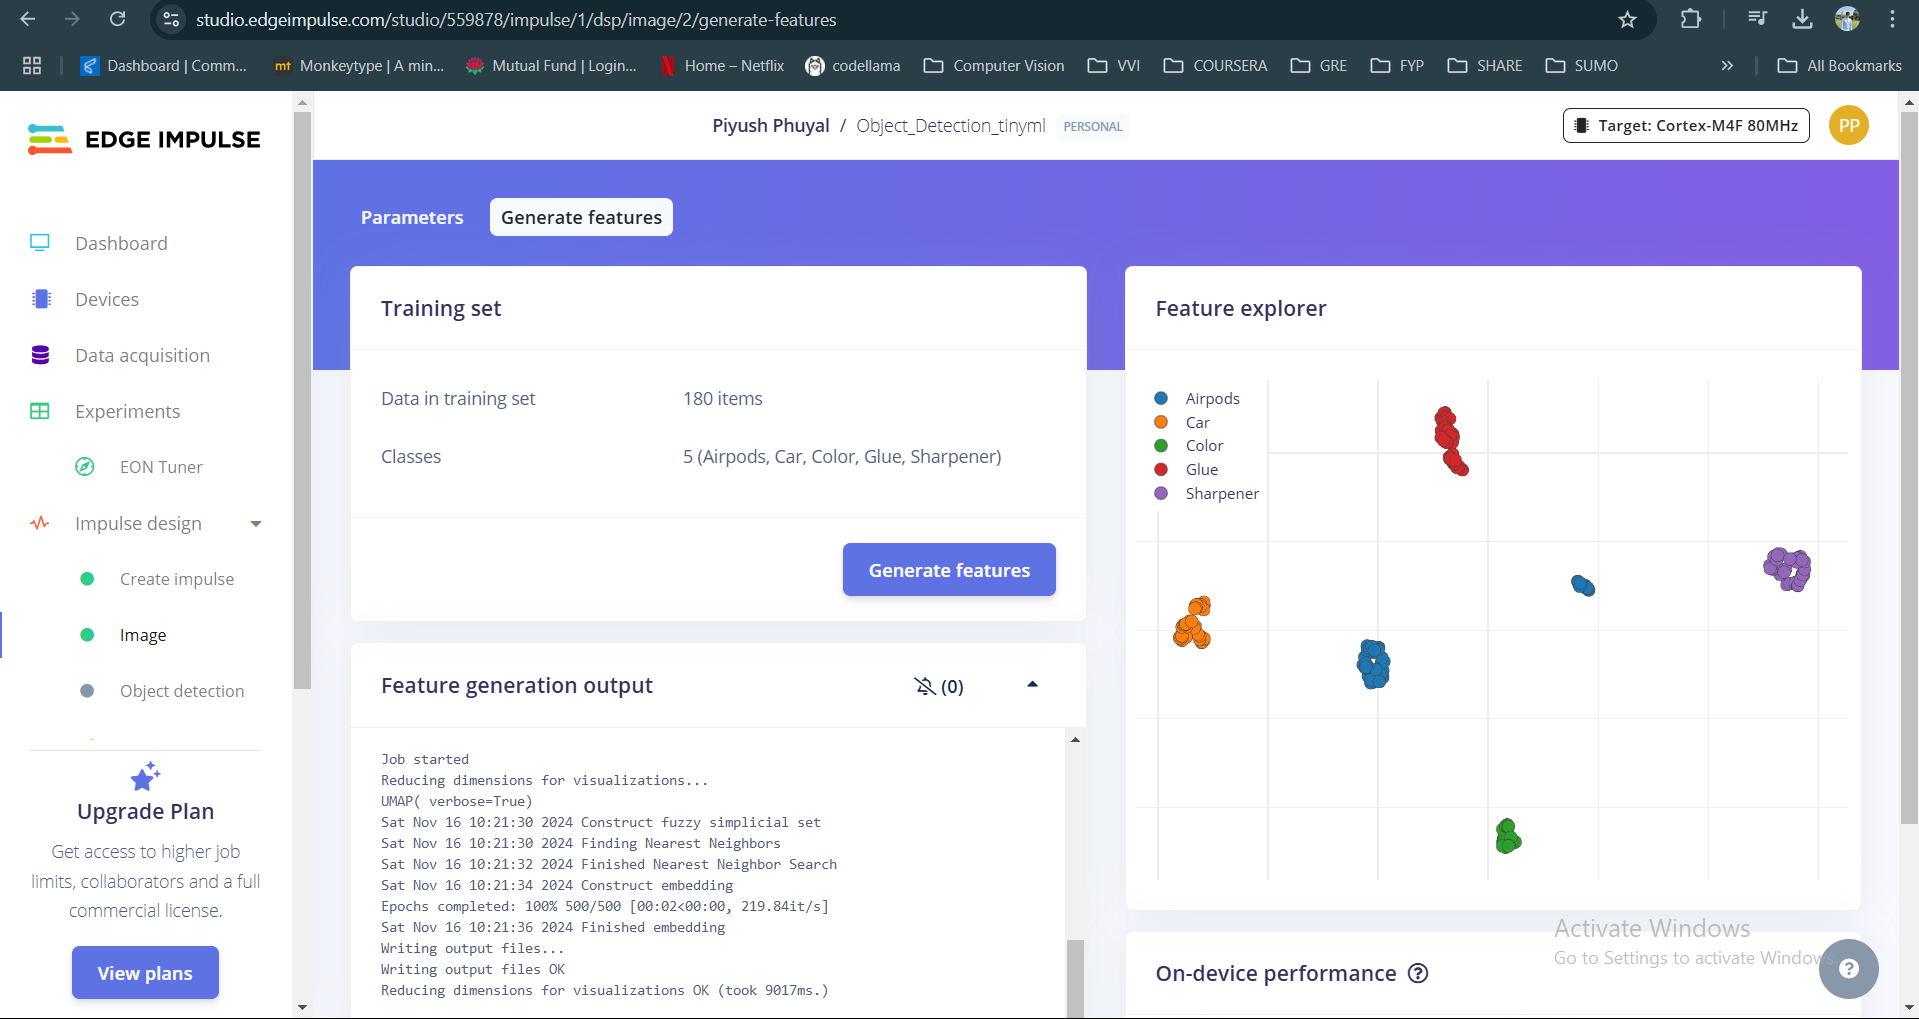 studio.edgeimpulse.com/studio/559878/impulse/1/dsp/image/2/generate-features
Dashboard | Comm...
mt Monkeytype | A min...
Mutual Fund | Login...
Home – Netflix
codellama
Computer Vision
VVI
COURSERA
GRE
FYP
SHARE
SUMO
»
All Bookmarks
EDGE IMPULSE
Piyush Phuyal / Object_Detection_tinyml PERSONAL
Target: Cortex-M4F 80MHz
PP
Dashboard
Devices
Data acquisition
Experiments
EON Tuner
Impulse design
Create impulse
Image
Object detection
Upgrade Plan
Get access to higher job
limits, collaborators and a full
commercial license.
View plans
Parameters
Generate features
Training set
Data in training set 180 items
Classes 5 (Airpods, Car, Color, Glue, Sharpener)
Generate features
Feature generation output
(0)
Job started
Reducing dimensions for visualizations...
UMAP( verbose=True)
Sat Nov 16 10:21:30 2024 Construct fuzzy simplicial set
Sat Nov 16 10:21:30 2024 Finding Nearest Neighbors
Sat Nov 16 10:21:32 2024 Finished Nearest Neighbor Search
Sat Nov 16 10:21:34 2024 Construct embedding
Epochs completed: 100% 500/500 [00:02<00:00, 219.84it/s]
Sat Nov 16 10:21:36 2024 Finished embedding
Writing output files...
Writing output files OK
Reducing dimensions for visualizations OK (took 9017ms.)
Feature explorer
Airpods
Car
Color
Glue
Sharpener
On-device performance ?
Activate Windows
Go to Settings to activate Windows
?